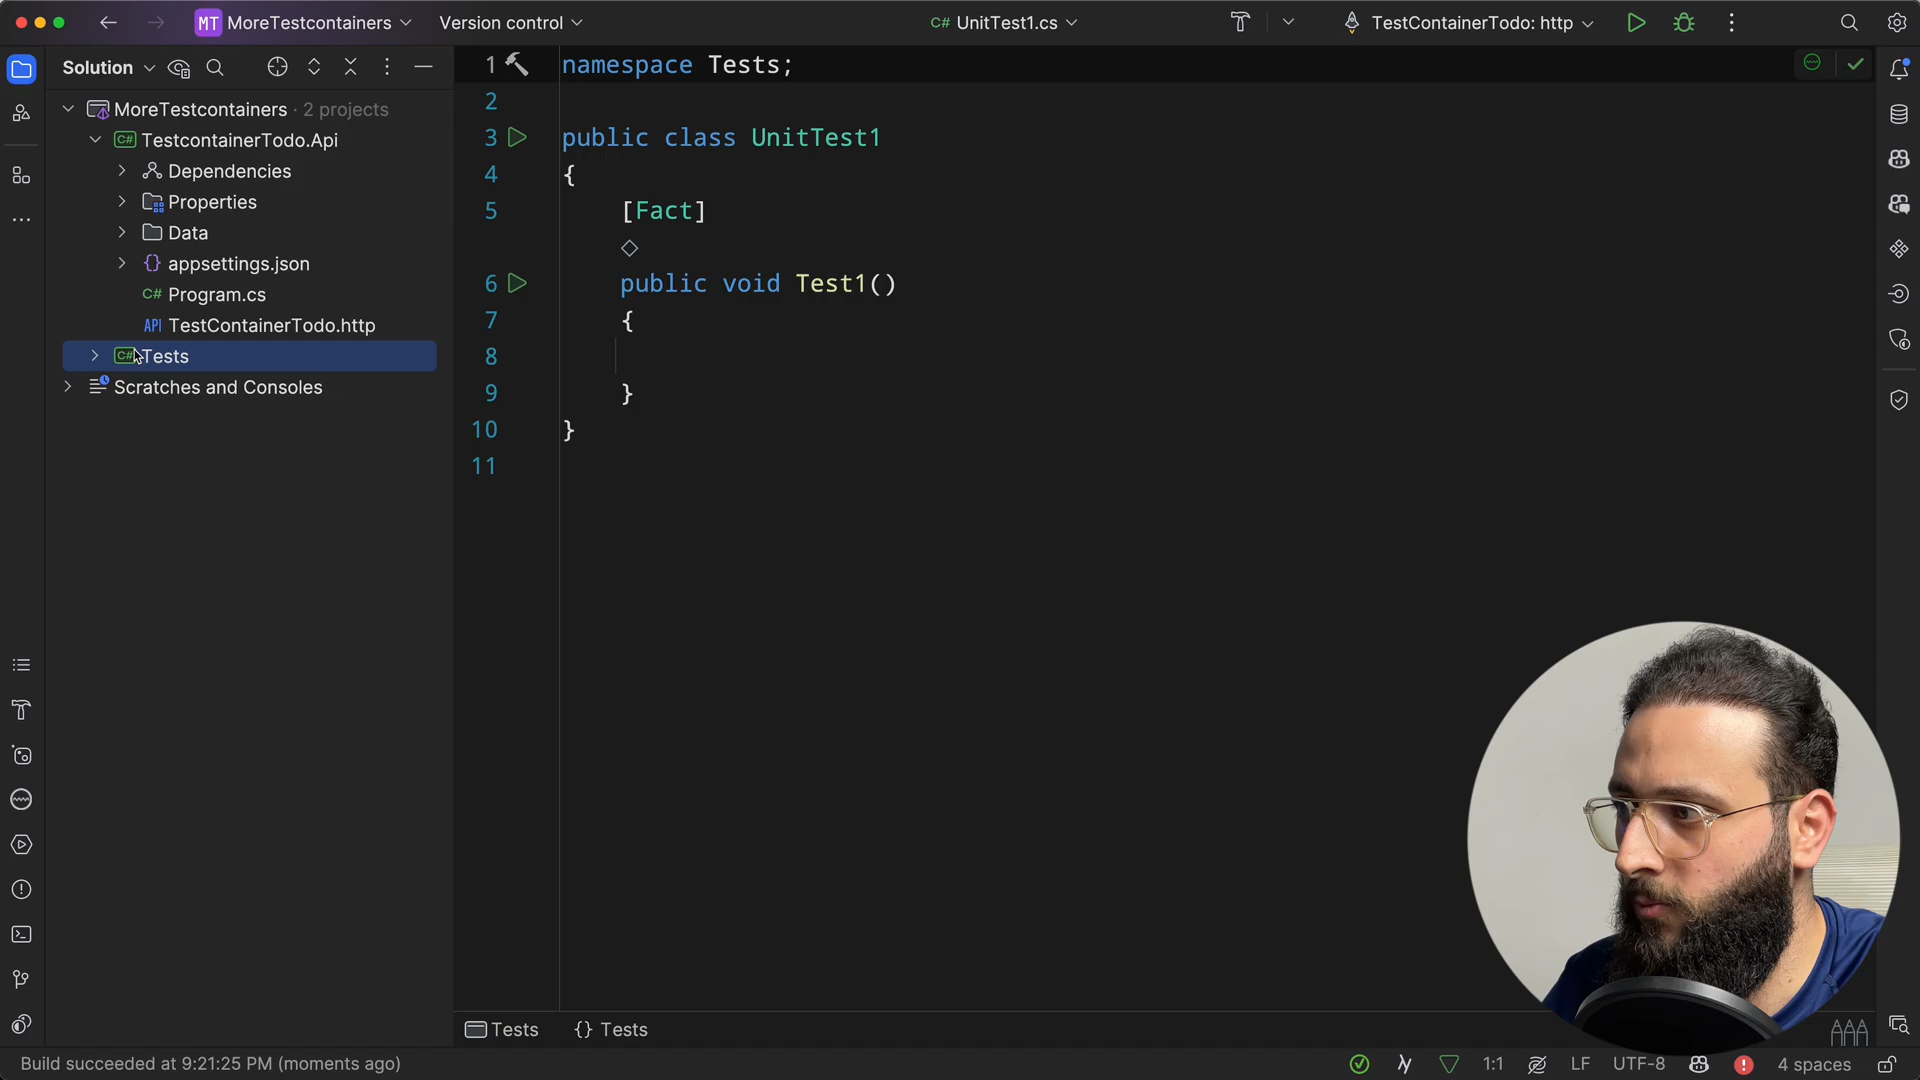 MT MoreTestcontainers Version control C# UnitTest1.cs TestContainerTodo: http
Solution
MoreTestcontainers · 2 projects
C# TestcontainerTodo.Api
Dependencies
Properties
Data
{} appsettings.json
C# Program.cs
API TestContainerTodo.http
C# Tests
Scratches and Consoles
1 namespace Tests;
2
3 public class UnitTest1
4 {
5 [Fact]
6 public void Test1()
7 {
8
9 }
10 }
11
Tests {} Tests
Build succeeded at 9:21:25 PM (moments ago) 1:1 LF UTF-8 4 spaces